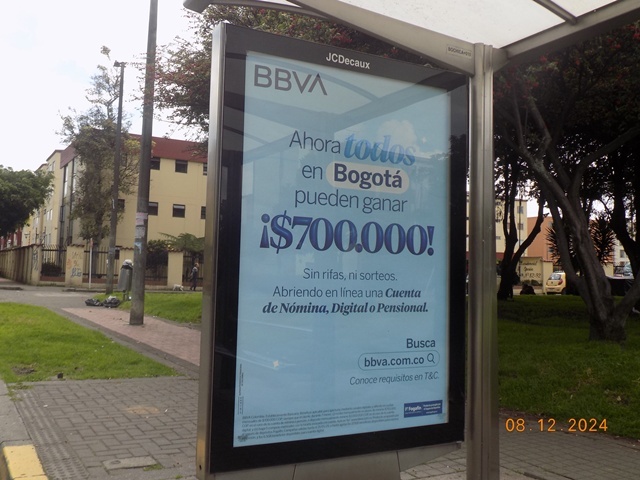 JCDecaux
BBVA
Ahora todos
en Bogotá
pueden ganar
¡$700.000!
Sin rifas, ni sorteos.
Abriendo en línea una Cuenta
de Nómina, Digital o Pensional.
Busca
bbva.com.co
Conoce requisitos en T&C
08.12.2024